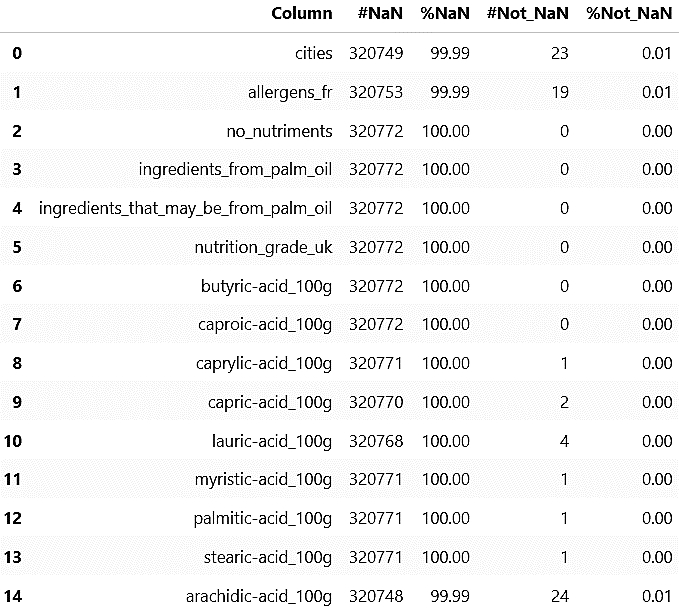 Column #NaN %NaN #Not_NaN %Not_NaN
0 cities 320749 99.99 23 0.01
1 allergens_fr 320753 99.99 19 0.01
2 no_nutriments 320772 100.00 0 0.00
3 ingredients_from_palm_oil 320772 100.00 0 0.00
4 ingredients_that_may_be_from_palm_oil 320772 100.00 0 0.00
5 nutrition_grade_uk 320772 100.00 0 0.00
6 butyric-acid_100g 320772 100.00 0 0.00
7 caproic-acid_100g 320772 100.00 0 0.00
8 caprylic-acid_100g 320771 100.00 1 0.00
9 capric-acid_100g 320770 100.00 2 0.00
10 lauric-acid_100g 320768 100.00 4 0.00
11 myristic-acid_100g 320771 100.00 1 0.00
12 palmitic-acid_100g 320771 100.00 1 0.00
13 stearic-acid_100g 320771 100.00 1 0.00
14 arachidic-acid_100g 320748 99.99 24 0.01